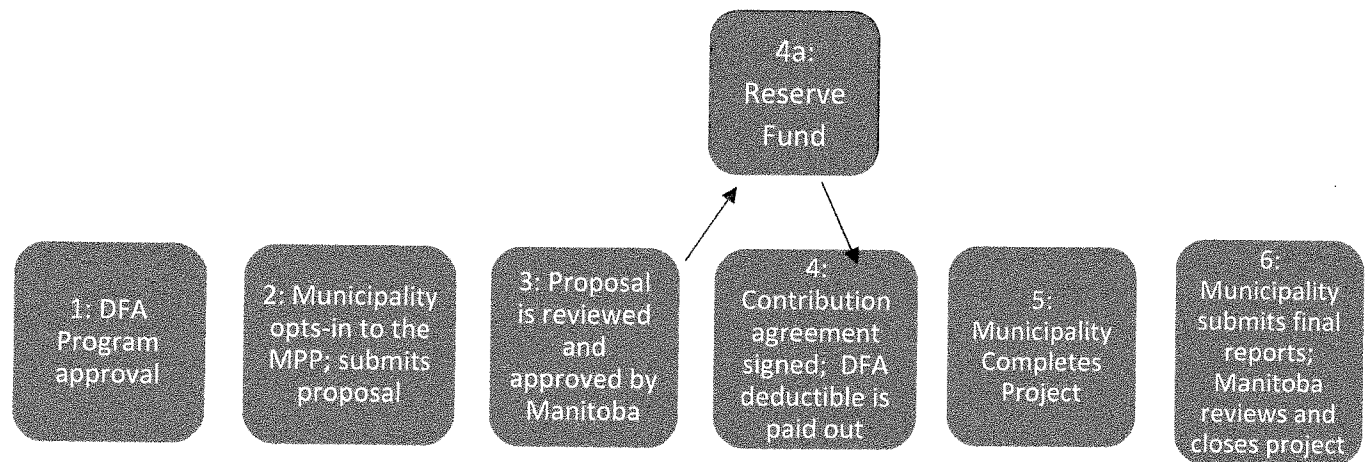 4a:
Reserve
Fund
1: DFA
Program
approval
2: Municipality
opts-in to the
MPP; submits
proposal
3: Proposal
is reviewed
and
approved by
Manitoba
4:
Contribution
agreement
signed; DFA
deductible is
paid out
5:
Municipality
Completes
Project
6:
Municipality
submits final
reports;
Manitoba
reviews and
closes project